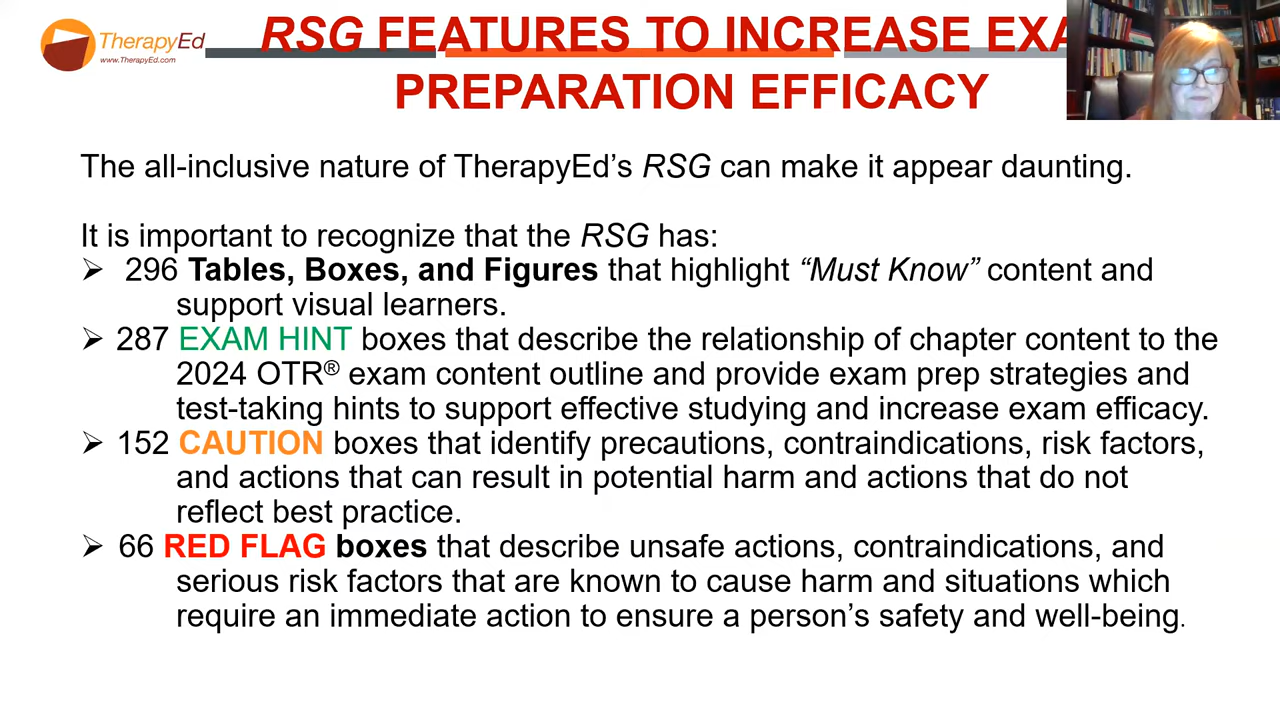 TherapyEd
www.TherapyEd.com
RSG FEATURES TO INCREASE EXA
PREPARATION EFFICACY
The all-inclusive nature of TherapyEd’s RSG can make it appear daunting.
It is important to recognize that the RSG has:
➢ 296 Tables, Boxes, and Figures that highlight “Must Know” content and
support visual learners.
➢ 287 EXAM HINT boxes that describe the relationship of chapter content to the
2024 OTR® exam content outline and provide exam prep strategies and
test-taking hints to support effective studying and increase exam efficacy.
➢ 152 CAUTION boxes that identify precautions, contraindications, risk factors,
and actions that can result in potential harm and actions that do not
reflect best practice.
➢ 66 RED FLAG boxes that describe unsafe actions, contraindications, and
serious risk factors that are known to cause harm and situations which
require an immediate action to ensure a person’s safety and well-being.